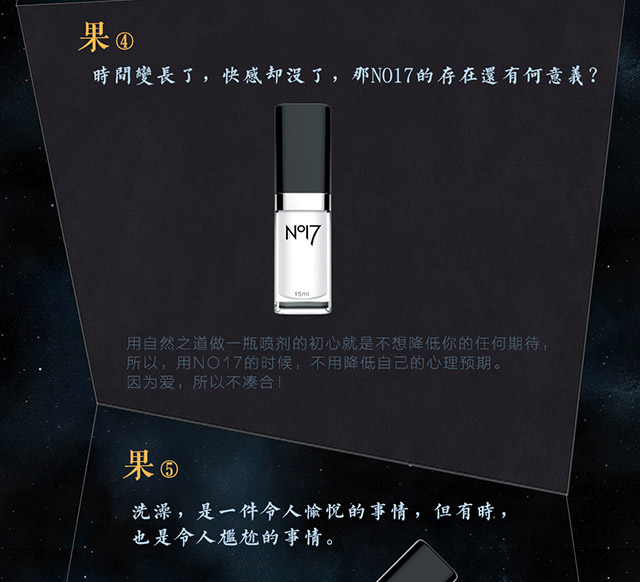 果④
時間變長了，快感却没了，那NO17的存在還有何意義？
Nº17
15ml
用自然之道做一瓶喷剂的初心就是不想降低你的任何期待，
所以，用NO17的时候，不用降低自己的心理预期。
因为爱，所以不凑合！
果⑤
洗澡，是一件令人愉悦的事情，但有時，
也是令人尷尬的事情。